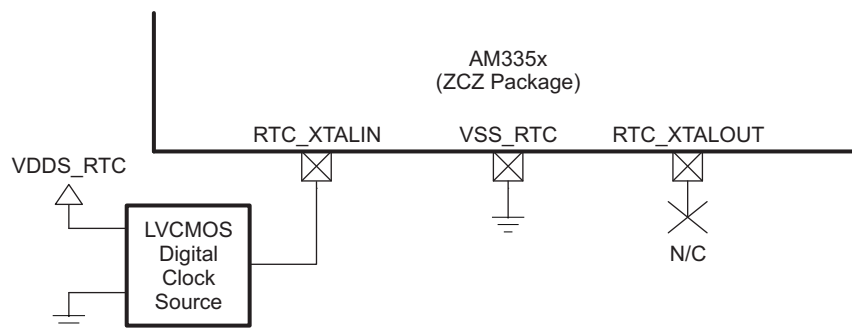 AM335x
(ZCZ Package)
RTC_XTALIN
VSS_RTC
RTC_XTALOUT
VDDS_RTC
LVCMOS
Digital
Clock
Source
N/C